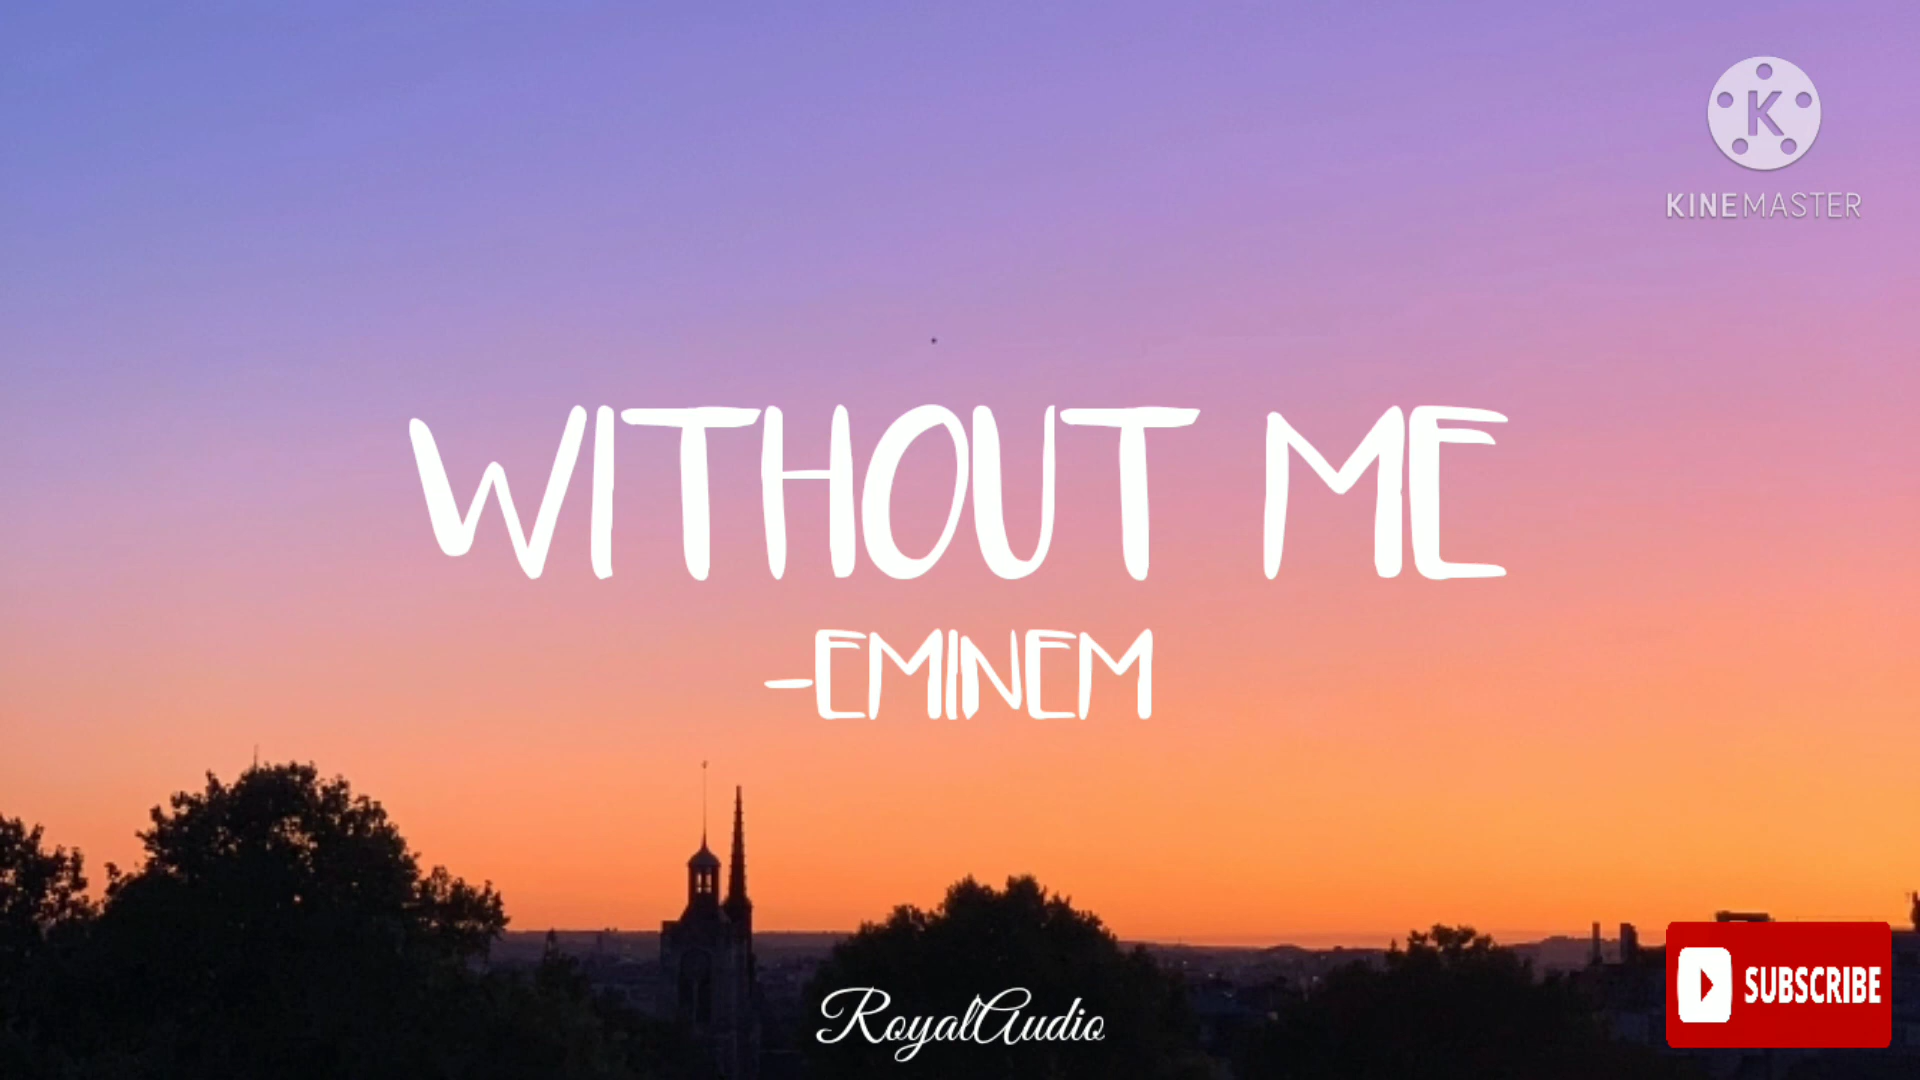 K
KINEMASTER
WITHOUT ME
-EMINEM
RoyalAudio
SUBSCRIBE